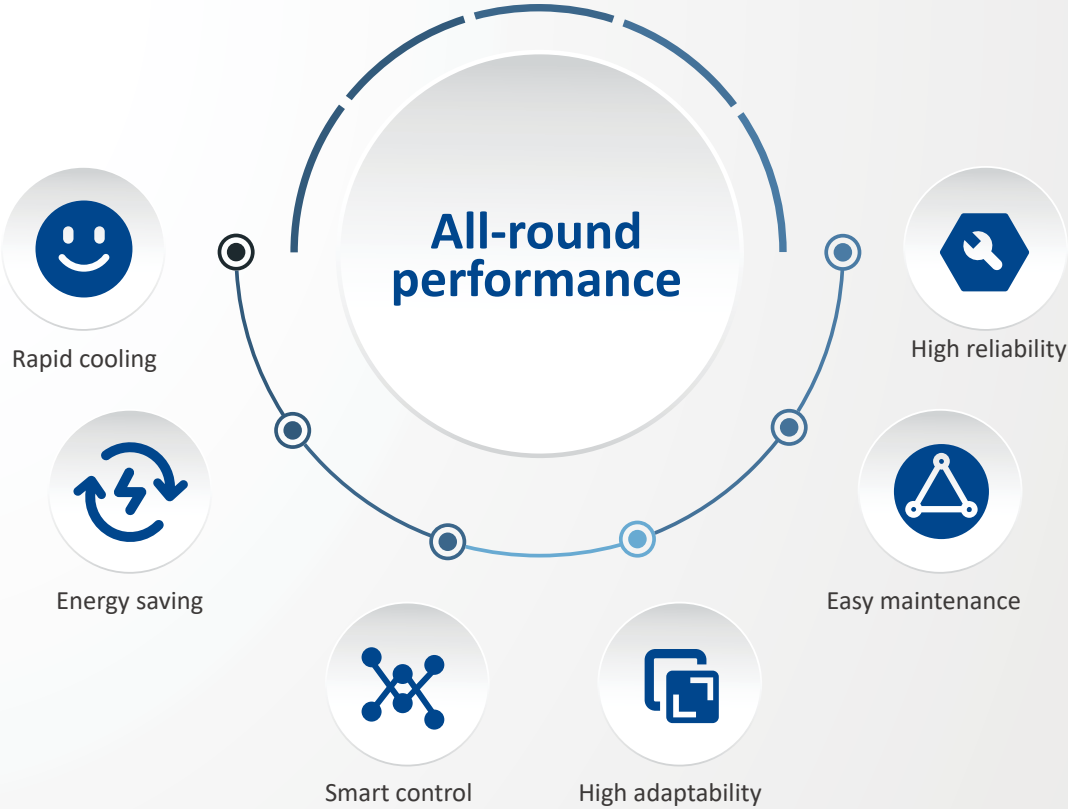 All-round
performance
Rapid cooling
High reliability
Energy saving
Easy maintenance
Smart control
High adaptability